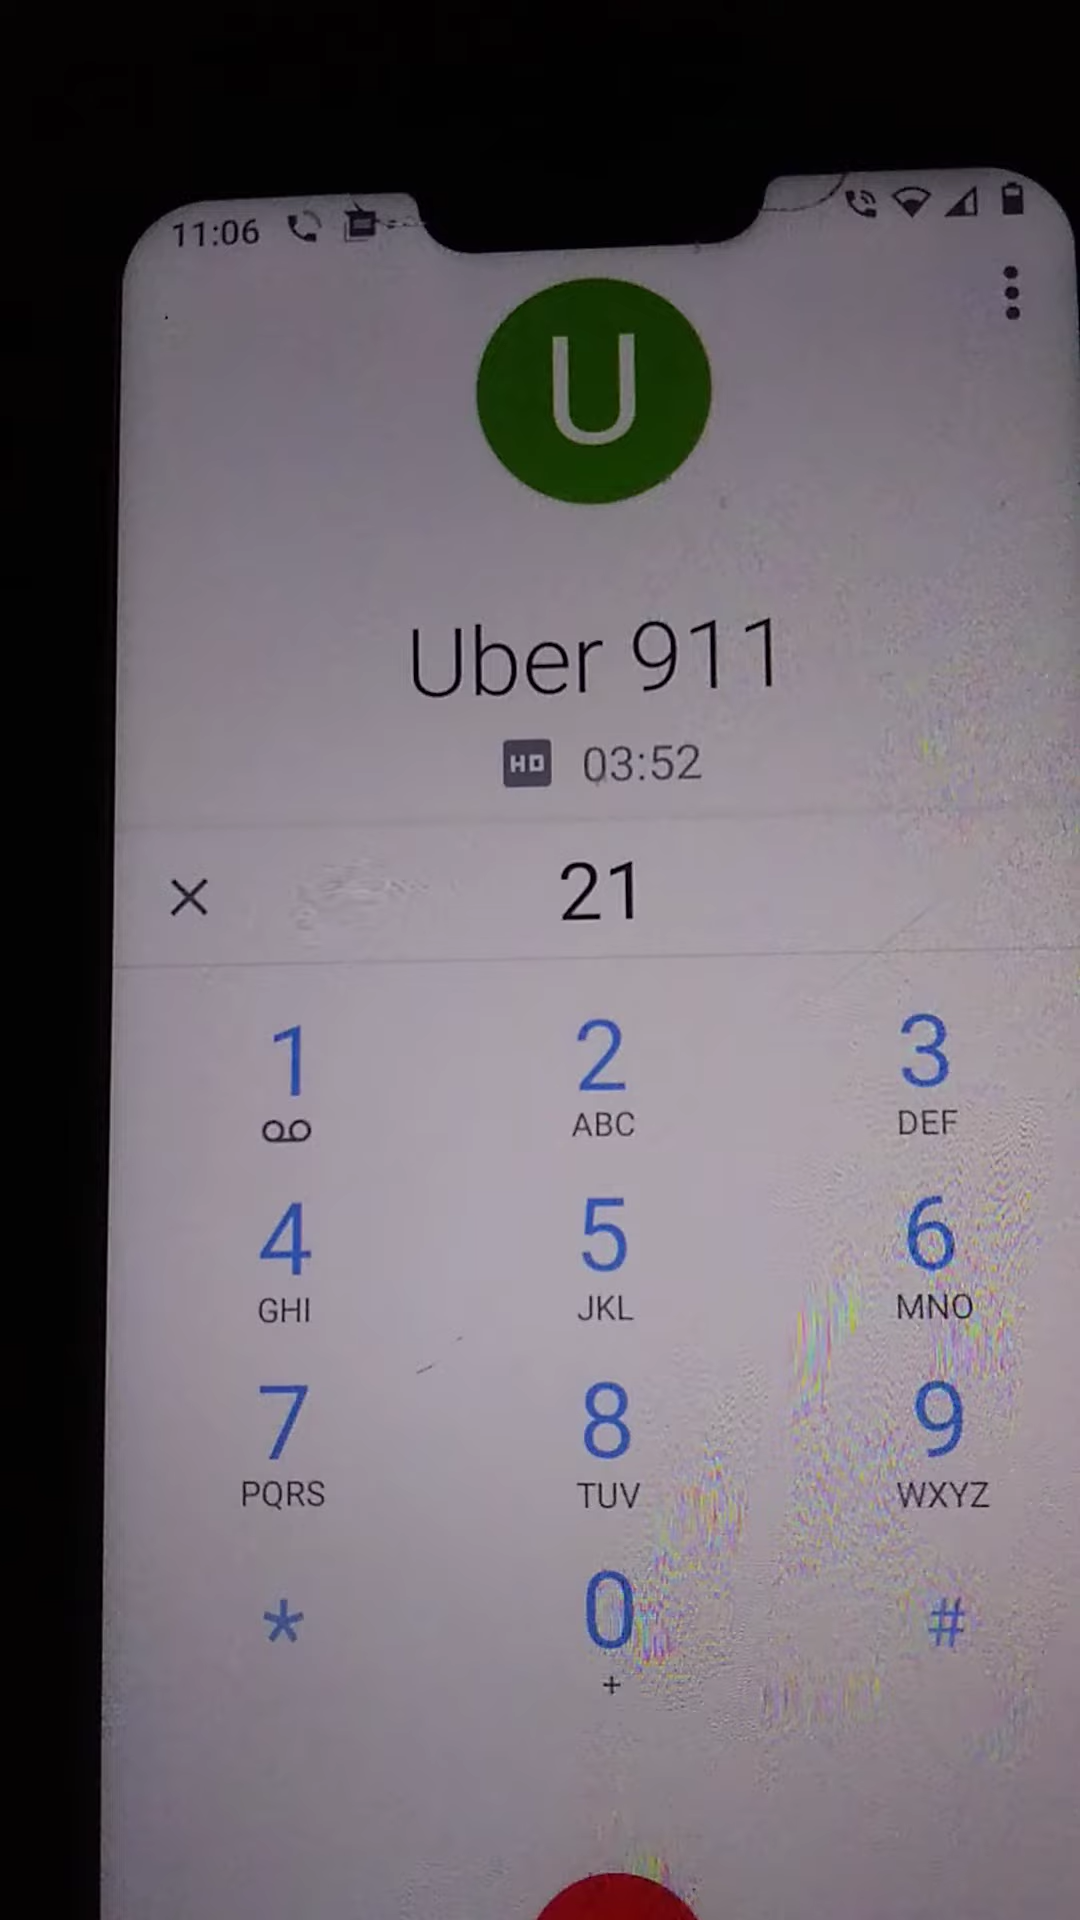 11:06
U
Uber 911
HD 03:52
21
1 2 3
ABC DEF
4 5 6
GHI JKL MNO
7 8 9
PQRS TUV WXYZ
* 0 #
+